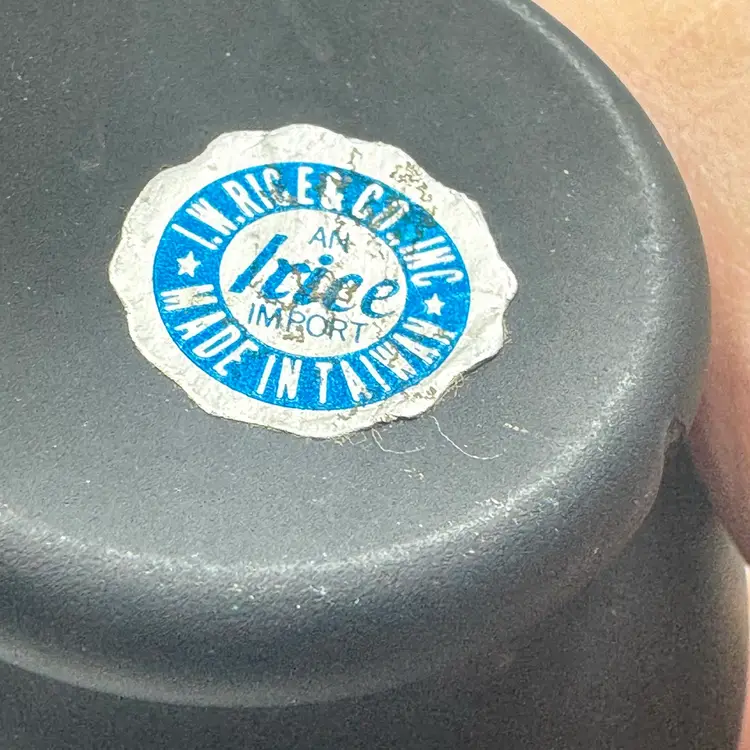 I.W.RICE & CO., INC
AN
Irice
IMPORT
MADE IN TAIWAN